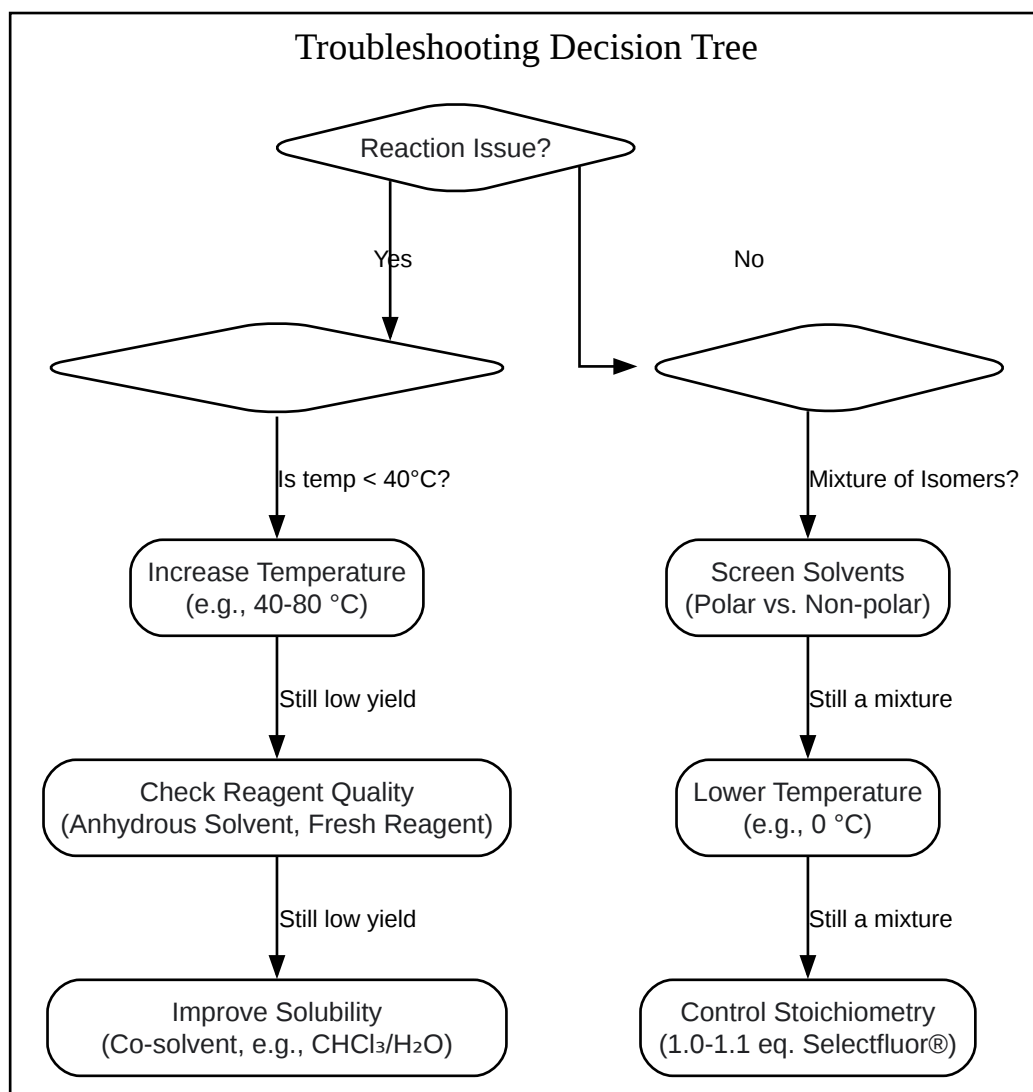 Troubleshooting Decision Tree
Reaction Issue?
Yes
No
Is temp < 40°C?
Mixture of Isomers?
Increase Temperature
(e.g., 40-80 °C)
Screen Solvents
(Polar vs. Non-polar)
Still low yield
Still a mixture
Check Reagent Quality
(Anhydrous Solvent, Fresh Reagent)
Lower Temperature
(e.g., 0 °C)
Still low yield
Still a mixture
Improve Solubility
(Co-solvent, e.g., CHCl₃/H₂O)
Control Stoichiometry
(1.0-1.1 eq. Selectfluor®)